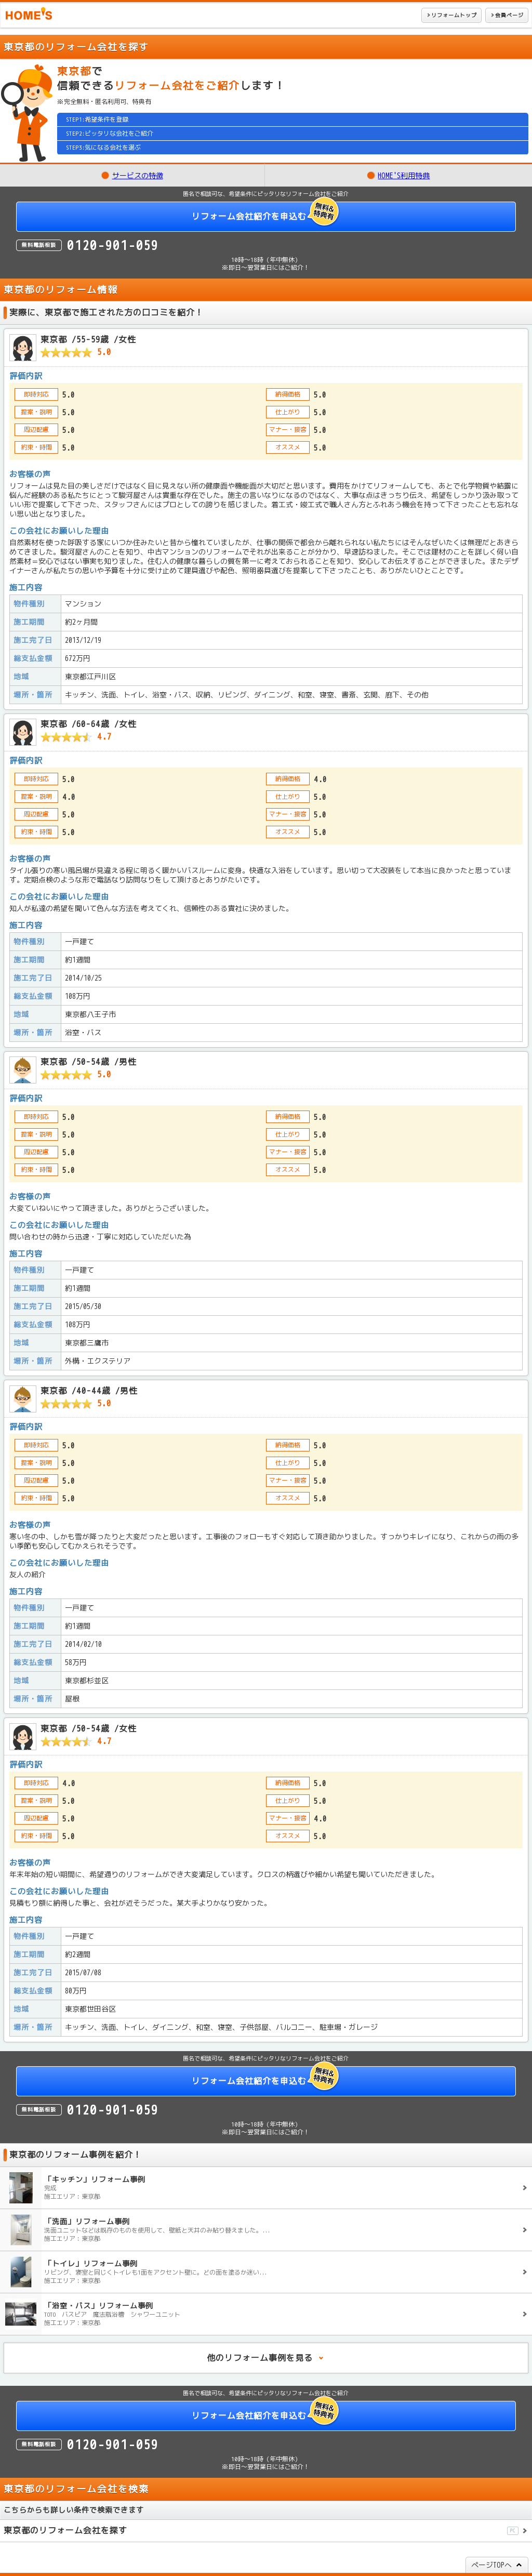 HOME'S
リフォームトップ
会員ページ
東京都のリフォーム会社を探す
東京都で
信頼できるリフォーム会社をご紹介します！
※完全無料・匿名利用可、特典有
STEP1:希望条件を登録
STEP2:ピッタリな会社をご紹介
STEP3:気になる会社を選ぶ
サービスの特徴
HOME'S利用特典
匿名で相談可な、希望条件にピッタリなリフォーム会社をご紹介
リフォーム会社紹介を申込む
無料&特典有
無料電話相談 0120-901-059
10時～18時（年中無休）
※即日～翌営業日にはご紹介！
東京都のリフォーム情報
実際に、東京都で施工された方の口コミを紹介！
東京都 /55-59歳 /女性
5.0
評価内訳
即時対応 5.0 納得価格 5.0
提案・説明 5.0 仕上がり 5.0
周辺配慮 5.0 マナー・接客 5.0
約束・時間 5.0 オススメ 5.0
お客様の声
リフォームは見た目の美しさだけではなく目に見えない所の健康面や機能面が大切だと思います。費用をかけてリフォームしても、あとで化学物質や結露に悩んだ経験のある私たちにとって駿河屋さんは貴重な存在でした。施主の言いなりになるのではなく、大事な点はきっちり伝え、希望をしっかり汲み取っていい形で提案して下さった、スタッフさんにはプロとしての誇りを感じました。着工式・竣工式で職人さん方とふれあう機会を持って下さったことも忘れない思い出となりました。
この会社にお願いした理由
自然素材を使った呼吸する家にいつか住みたいと昔から憧れていましたが、仕事の関係で都会から離れられない私たちにはそんなぜいたくは無理だとあきらめてきました。駿河屋さんのことを知り、中古マンションのリフォームでそれが出来ることが分かり、早速訪ねました。そこでは建材のことを詳しく伺い自然素材＝安心ではない事実も知りました。住む人の健康な暮らしの質を第一に考えておられることを知り、安心してお伝えすることができました。またデザイナーさんが私たちの思いや予算を十分に受け止めて建具選びや配色、照明器具選びを提案して下さったことも、ありがたいひとことです。
施工内容
物件種別 マンション
施工期間 約2ヶ月間
施工完了日 2013/12/19
総支払金額 672万円
地域 東京都江戸川区
場所・箇所 キッチン、洗面、トイレ、浴室・バス、収納、リビング、ダイニング、和室、寝室、書斎、玄関、廊下、その他
東京都 /60-64歳 /女性
4.7
評価内訳
即時対応 5.0 納得価格 4.0
提案・説明 4.0 仕上がり 5.0
周辺配慮 5.0 マナー・接客 5.0
約束・時間 5.0 オススメ 5.0
お客様の声
タイル張りの寒い風呂場が見違える程に明るく暖かいバスルームに変身。快適な入浴をしています。思い切って大改装をして本当に良かったと思っています。定期点検のような形で電話なり訪問なりをして頂けるとありがたいです。
この会社にお願いした理由
知人が私達の希望を聞いて色んな方法を考えてくれ、信頼性のある貴社に決めました。
施工内容
物件種別 一戸建て
施工期間 約1週間
施工完了日 2014/10/25
総支払金額 108万円
地域 東京都八王子市
場所・箇所 浴室・バス
東京都 /50-54歳 /男性
5.0
評価内訳
即時対応 5.0 納得価格 5.0
提案・説明 5.0 仕上がり 5.0
周辺配慮 5.0 マナー・接客 5.0
約束・時間 5.0 オススメ 5.0
お客様の声
大変ていねいにやって頂きました。ありがとうございました。
この会社にお願いした理由
問い合わせの時から迅速・丁寧に対応していただいた為
施工内容
物件種別 一戸建て
施工期間 約1週間
施工完了日 2015/05/30
総支払金額 108万円
地域 東京都三鷹市
場所・箇所 外構・エクステリア
東京都 /40-44歳 /男性
5.0
評価内訳
即時対応 5.0 納得価格 5.0
提案・説明 5.0 仕上がり 5.0
周辺配慮 5.0 マナー・接客 5.0
約束・時間 5.0 オススメ 5.0
お客様の声
寒い冬の中、しかも雪が降ったりと大変だったと思います。工事後のフォローもすぐ対応して頂き助かりました。すっかりキレイになり、これからの雨の多い季節も安心してむかえられそうです。
この会社にお願いした理由
友人の紹介
施工内容
物件種別 一戸建て
施工期間 約1週間
施工完了日 2014/02/10
総支払金額 58万円
地域 東京都杉並区
場所・箇所 屋根
東京都 /50-54歳 /女性
4.7
評価内訳
即時対応 4.0 納得価格 5.0
提案・説明 5.0 仕上がり 5.0
周辺配慮 5.0 マナー・接客 4.0
約束・時間 5.0 オススメ 5.0
お客様の声
年末年始の短い期間に、希望通りのリフォームができ大変満足しています。クロスの柄選びや細かい希望も聞いていただきました。
この会社にお願いした理由
見積もり額に納得した事と、会社が近そうだった。某大手よりかなり安かった。
施工内容
物件種別 一戸建て
施工期間 約2週間
施工完了日 2015/07/08
総支払金額 80万円
地域 東京都世田谷区
場所・箇所 キッチン、洗面、トイレ、ダイニング、和室、寝室、子供部屋、バルコニー、駐車場・ガレージ
匿名で相談可な、希望条件にピッタリなリフォーム会社をご紹介
リフォーム会社紹介を申込む
無料&特典有
無料電話相談 0120-901-059
10時～18時（年中無休）
※即日～翌営業日にはご紹介！
東京都のリフォーム事例を紹介！
「キッチン」リフォーム事例
完成
施工エリア：東京都
「洗面」リフォーム事例
洗面ユニットなどは既存のものを使用して、壁紙と天井のみ貼り替えました。...
施工エリア：東京都
「トイレ」リフォーム事例
リビング、寝室と同じくトイレも1面をアクセント壁に。どの面を塗るか迷い...
施工エリア：東京都
「浴室・バス」リフォーム事例
1010　バスピア　魔法瓶浴槽　シャワーユニット
施工エリア：東京都
他のリフォーム事例を見る
匿名で相談可な、希望条件にピッタリなリフォーム会社をご紹介
リフォーム会社紹介を申込む
無料&特典有
無料電話相談 0120-901-059
10時～18時（年中無休）
※即日～翌営業日にはご紹介！
東京都のリフォーム会社を検索
こちらからも詳しい条件で検索できます
東京都のリフォーム会社を探す
PC
ページTOPへ